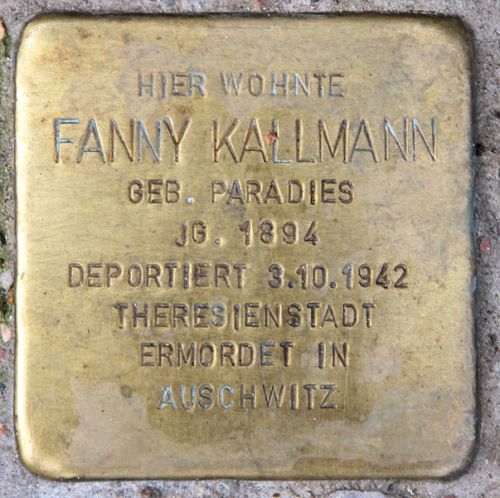 HIER WOHNTE
FANNY KALLMANN
GEB. PARADIES
JG. 1894
DEPORTIERT 3.10.1942
THERESIENSTADT
ERMORDET IN
AUSCHWITZ